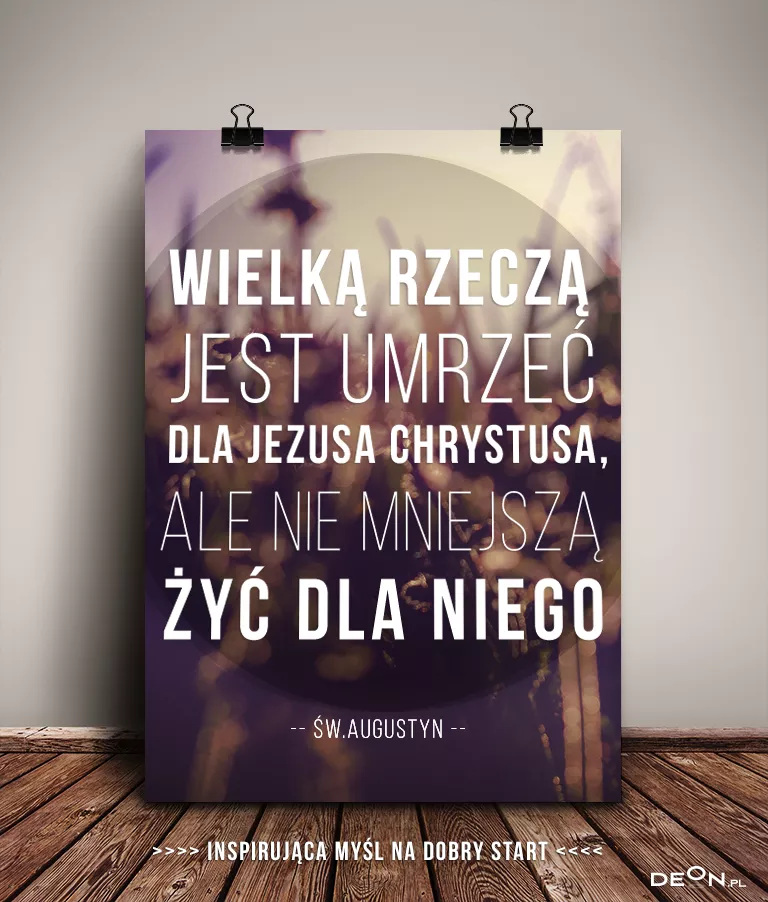 WIELKĄ RZECZĄ
JEST UMRZEĆ
DLA JEZUSA CHRYSTUSA,
ALE NIE MNIEJSZĄ
ŻYĆ DLA NIEGO
-- ŚW.AUGUSTYN --
>>>> INSPIRUJĄCA MYŚL NA DOBRY START <<<<
DEON.PL